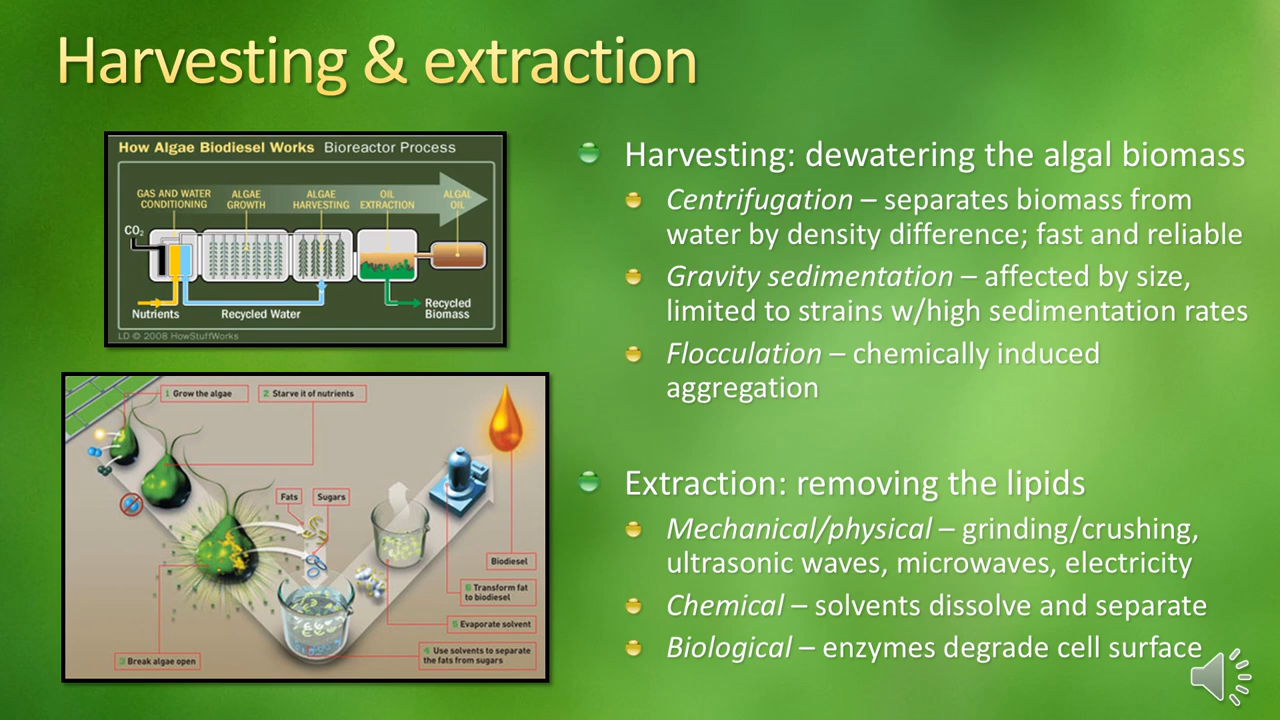 Harvesting & extraction
How Algae Biodiesel Works Bioreactor Process
GAS AND WATER
CONDITIONING
ALGAE
GROWTH
ALGAE
HARVESTING
OIL
EXTRACTION
ALGAL
OIL
CO2
Nutrients
Recycled Water
Recycled
Biomass
LD © 2008 HowStuffWorks
1 Grow the algae
2 Starve it of nutrients
Fats
Sugars
Biodiesel
6 Transform fat
to biodiesel
5 Evaporate solvent
4 Use solvents to separate
the fats from sugars
3 Break algae open
Harvesting: dewatering the algal biomass
Centrifugation – separates biomass from
water by density difference; fast and reliable
Gravity sedimentation – affected by size,
limited to strains w/high sedimentation rates
Flocculation – chemically induced
aggregation
Extraction: removing the lipids
Mechanical/physical – grinding/crushing,
ultrasonic waves, microwaves, electricity
Chemical – solvents dissolve and separate
Biological – enzymes degrade cell surface